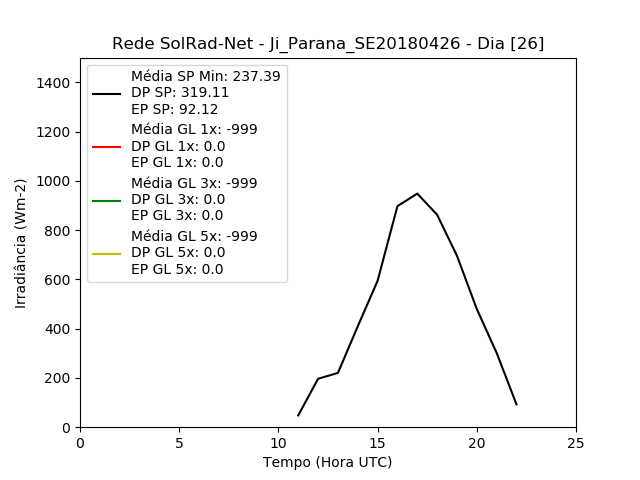 Rede SolRad-Net - Ji_Parana_SE20180426 - Dia [26]
Média SP Min: 237.39
DP SP: 319.11
EP SP: 92.12
Média GL 1x: -999
DP GL 1x: 0.0
EP GL 1x: 0.0
Média GL 3x: -999
DP GL 3x: 0.0
EP GL 3x: 0.0
Média GL 5x: -999
DP GL 5x: 0.0
EP GL 5x: 0.0
Irradiância (Wm-2)
1400
1200
1000
800
600
400
200
0
0 5 10 15 20 25
Tempo (Hora UTC)